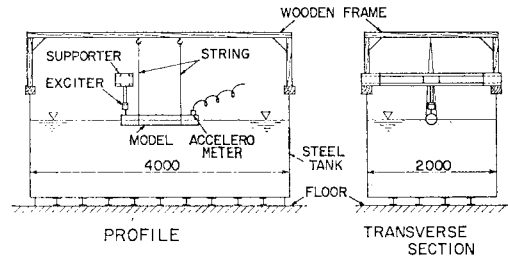 WOODEN FRAME
SUPPORTER
STRING
EXCITER
MODEL
ACCELERO
METER
STEEL
TANK
4000
2000
FLOOR
PROFILE
TRANSVERSE
SECTION